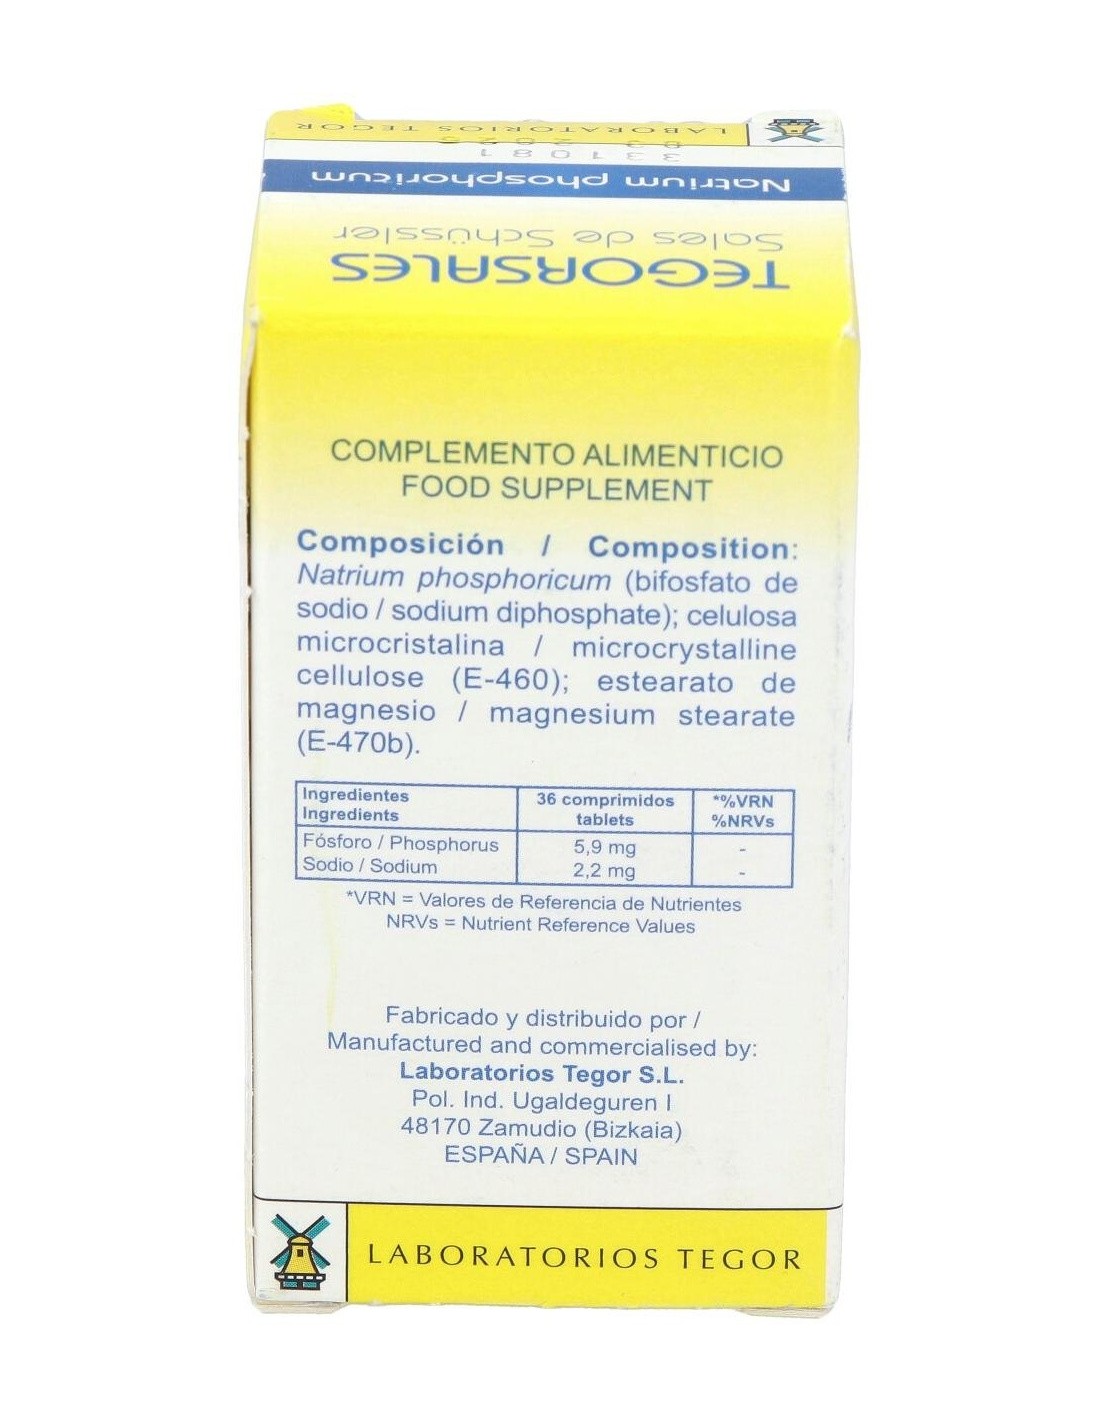 LABORATORIOS TEGOR
331081
Natrium phosphoricum
Sales de Schüssler
TEGORSALES
COMPLEMENTO ALIMENTICIO
FOOD SUPPLEMENT
Composición / Composition:
Natrium phosphoricum (bifosfato de
sodio / sodium diphosphate); celulosa
microcristalina / microcrystalline
cellulose (E-460); estearato de
magnesio / magnesium stearate
(E-470b).
Ingredientes 36 comprimidos *%VRN
Ingredients tablets %NRVs
Fósforo / Phosphorus 5,9 mg -
Sodio / Sodium 2,2 mg -
*VRN = Valores de Referencia de Nutrientes
NRVs = Nutrient Reference Values
Fabricado y distribuido por /
Manufactured and commercialised by:
Laboratorios Tegor S.L.
Pol. Ind. Ugaldeguren I
48170 Zamudio (Bizkaia)
ESPAÑA / SPAIN
LABORATORIOS TEGOR